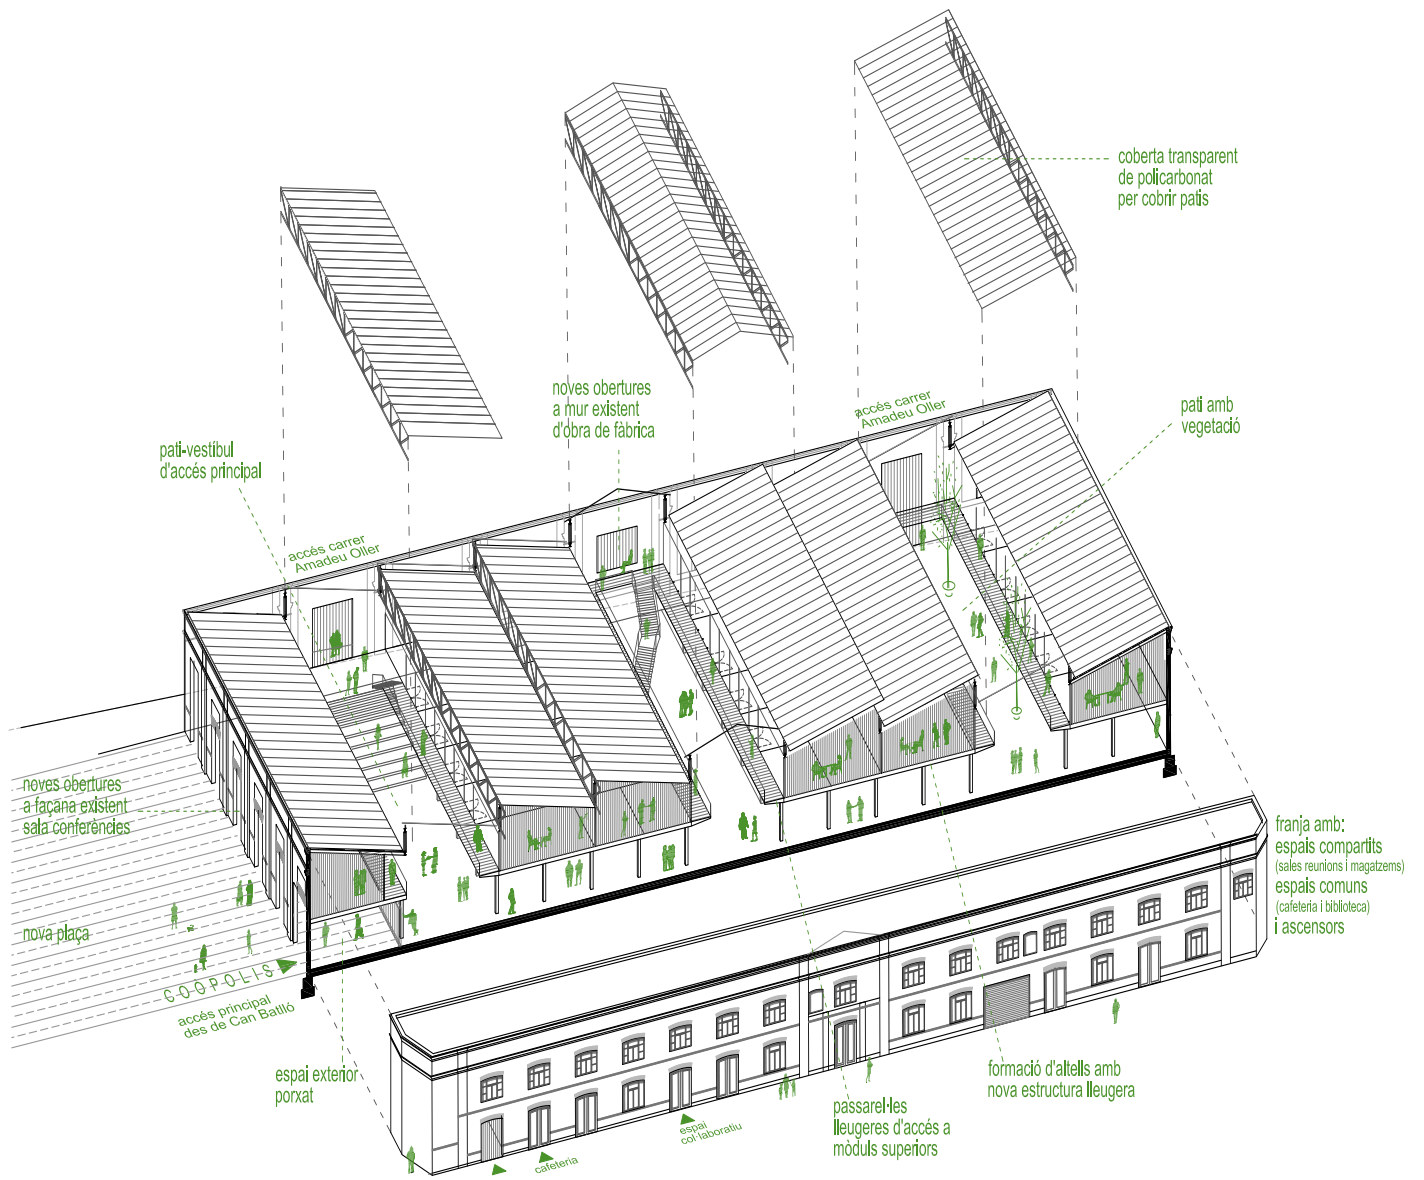 coberta transparent
de policarbonat
per cobrir patis
noves obertures
a mur existent
d'obra de fàbrica
accés carrer
Amadeu Oller
pati amb
vegetació
pati-vestíbul
d'accés principal
accés carrer
Amadeu Oller
noves obertures
a façana existent
sala conferències
nova plaça
C-O-O-P-O-L-I-S
accés principal
des de Can Batlló
espai exterior
porxat
franja amb:
espais compartits
(sales reunions i magatzems)
espais comuns
(cafeteria i biblioteca)
i ascensors
formació d'altells amb
nova estructura lleugera
passarel·les
lleugeres d'accés a
mòduls superiors
espai
col·laboratiu
cafeteria